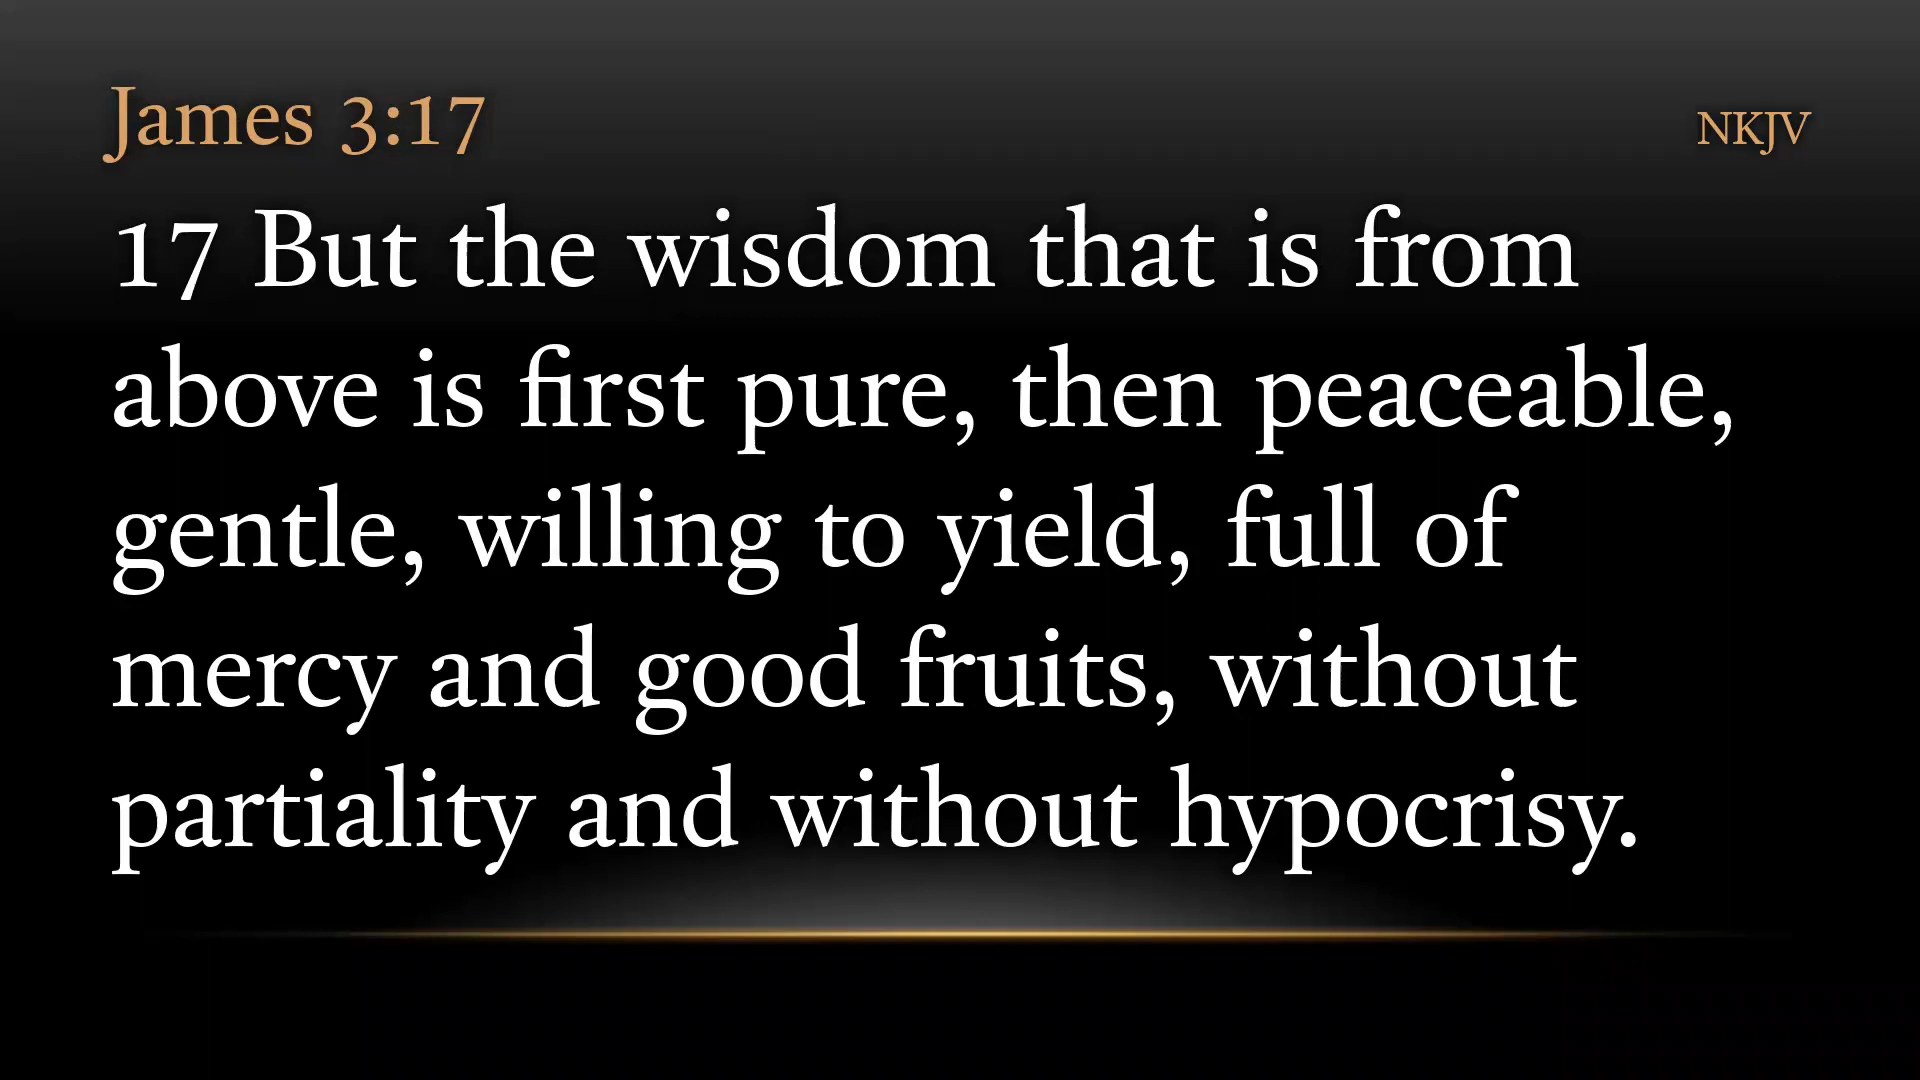 James 3:17 NKJV
17 But the wisdom that is from
above is first pure, then peaceable,
gentle, willing to yield, full of
mercy and good fruits, without
partiality and without hypocrisy.